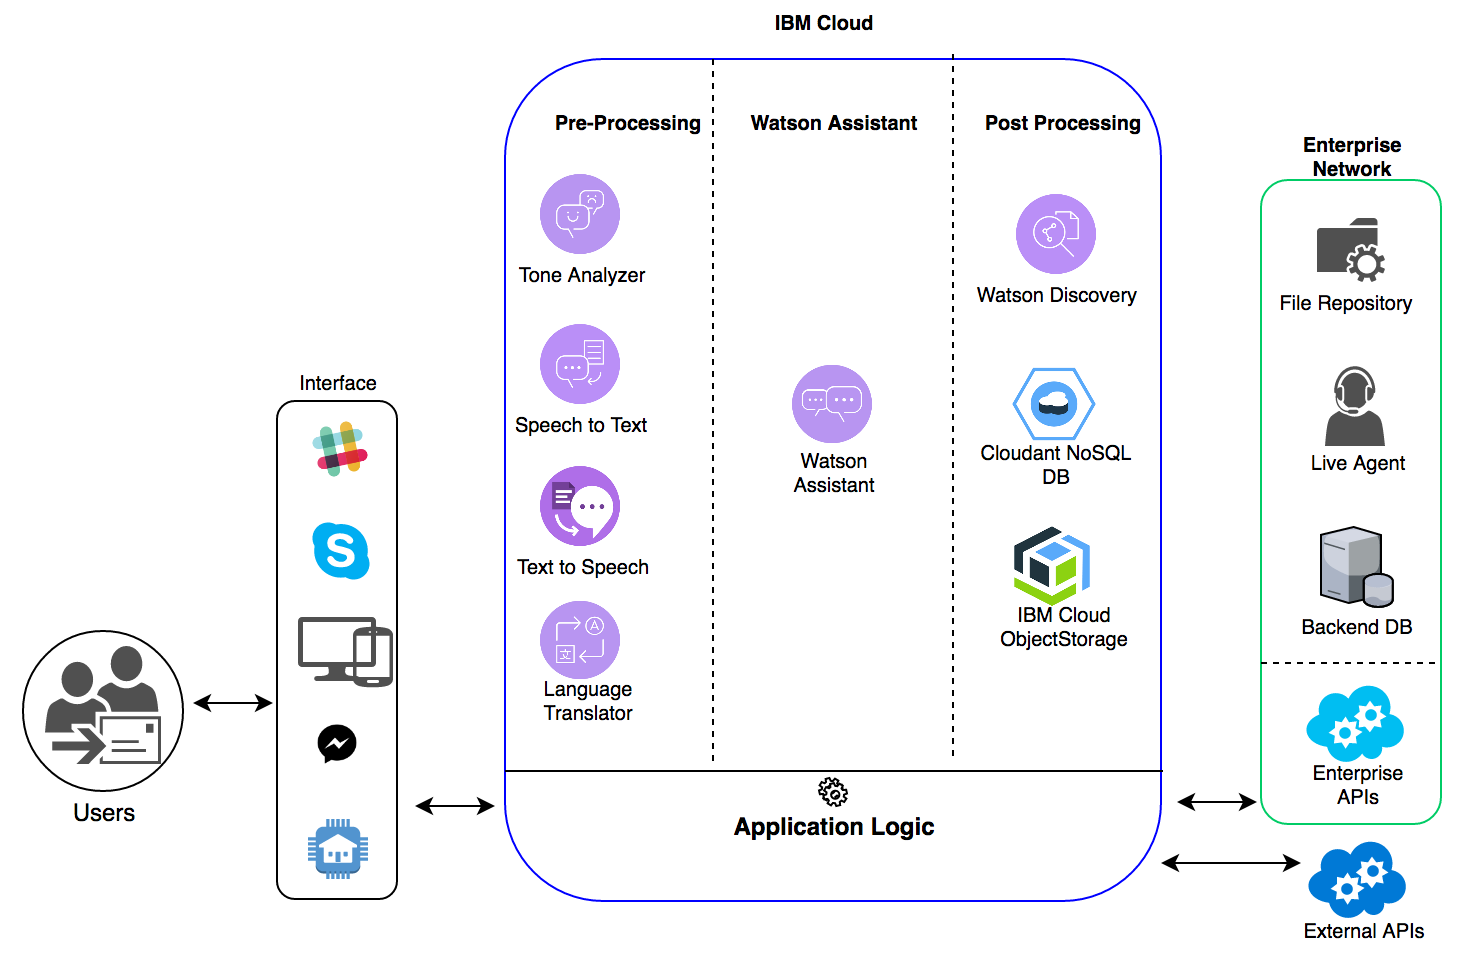 IBM Cloud
Pre-Processing
Watson Assistant
Post Processing
Tone Analyzer
Speech to Text
Text to Speech
Language
Translator
Watson
Assistant
Watson Discovery
Cloudant NoSQL
DB
IBM Cloud
ObjectStorage
Application Logic
Interface
S
Users
Enterprise
Network
File Repository
Live Agent
Backend DB
Enterprise
APIs
External APIs
A
文